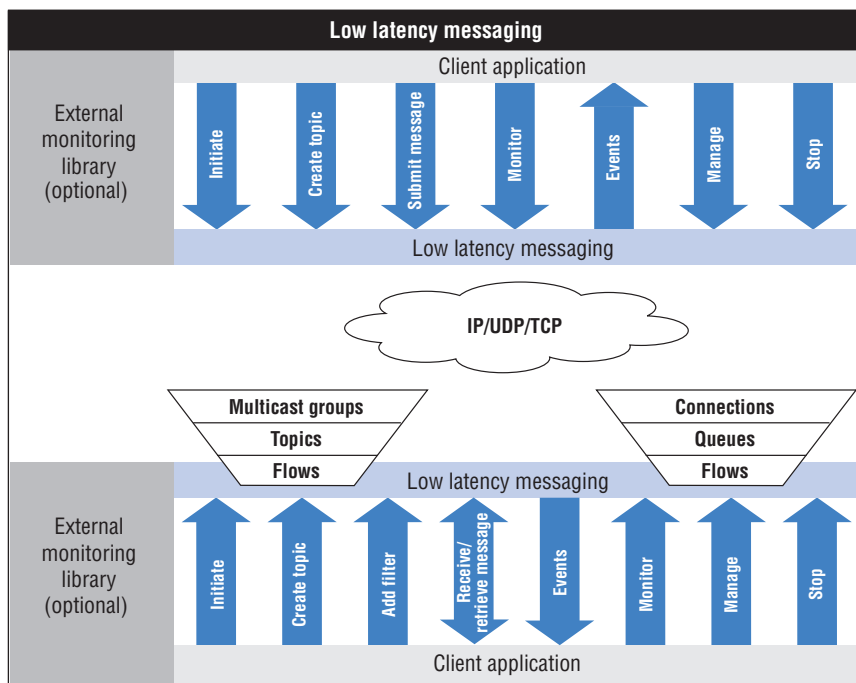 Low latency messaging
Client application
External
monitoring
library
(optional)
Initiate
Create topic
Submit message
Monitor
Events
Manage
Stop
Low latency messaging
IP/UDP/TCP
Multicast groups
Topics
Flows
Connections
Queues
Flows
Low latency messaging
External
monitoring
library
(optional)
Initiate
Create topic
Add filter
Receive/
retrieve message
Events
Monitor
Manage
Stop
Client application